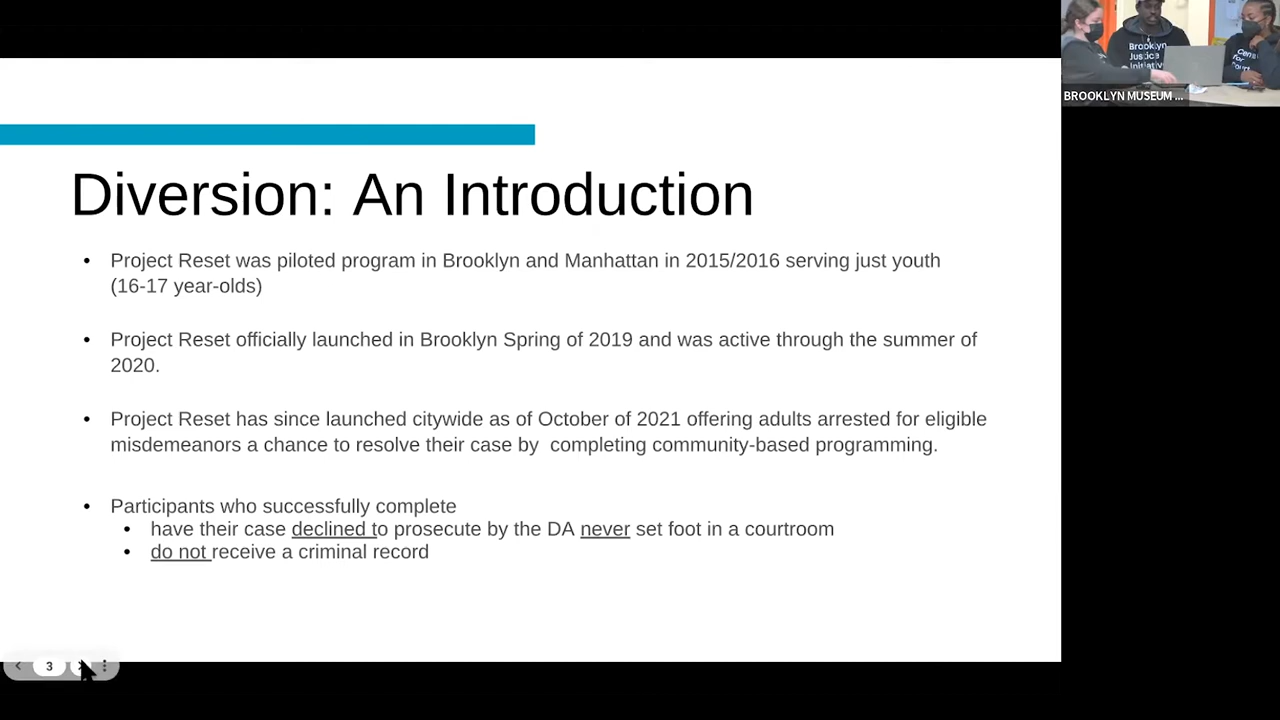 Brooklyn
Justice
Initiative
for
BROOKLYN MUSEUM ...
Diversion: An Introduction
• Project Reset was piloted program in Brooklyn and Manhattan in 2015/2016 serving just youth
(16-17 year-olds)
• Project Reset officially launched in Brooklyn Spring of 2019 and was active through the summer of
2020.
• Project Reset has since launched citywide as of October of 2021 offering adults arrested for eligible
misdemeanors a chance to resolve their case by  completing community-based programming.
• Participants who successfully complete
• have their case declined to prosecute by the DA never set foot in a courtroom
• do not receive a criminal record
3